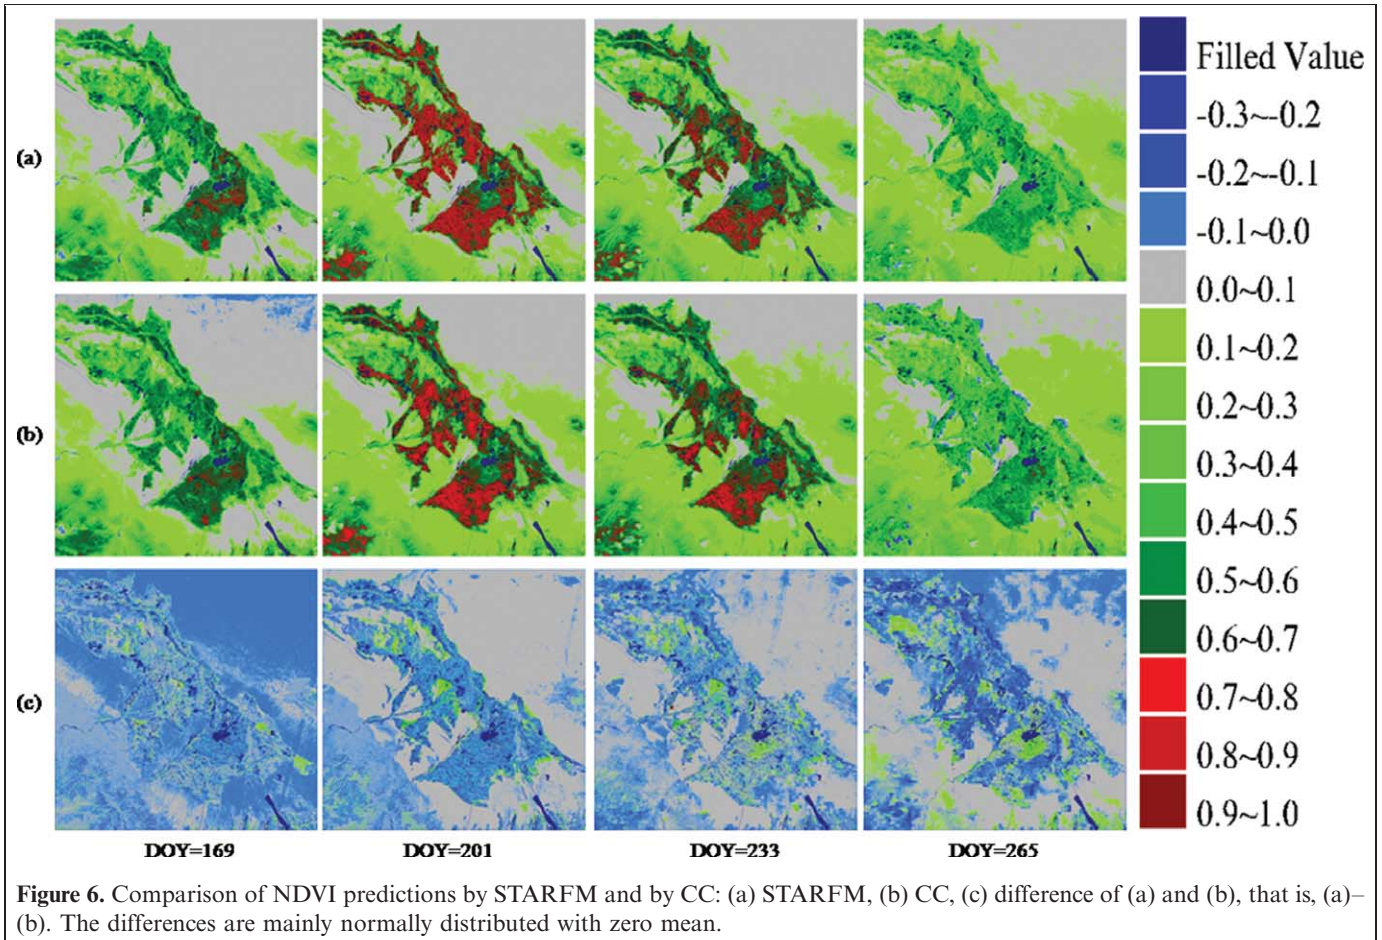 (a)
(b)
(c)
DOY=169
DOY=201
DOY=233
DOY=265
Filled Value
-0.3~-0.2
-0.2~-0.1
-0.1~0.0
0.0~0.1
0.1~0.2
0.2~0.3
0.3~0.4
0.4~0.5
0.5~0.6
0.6~0.7
0.7~0.8
0.8~0.9
0.9~1.0
Figure 6. Comparison of NDVI predictions by STARFM and by CC: (a) STARFM, (b) CC, (c) difference of (a) and (b), that is, (a)–
(b). The differences are mainly normally distributed with zero mean.